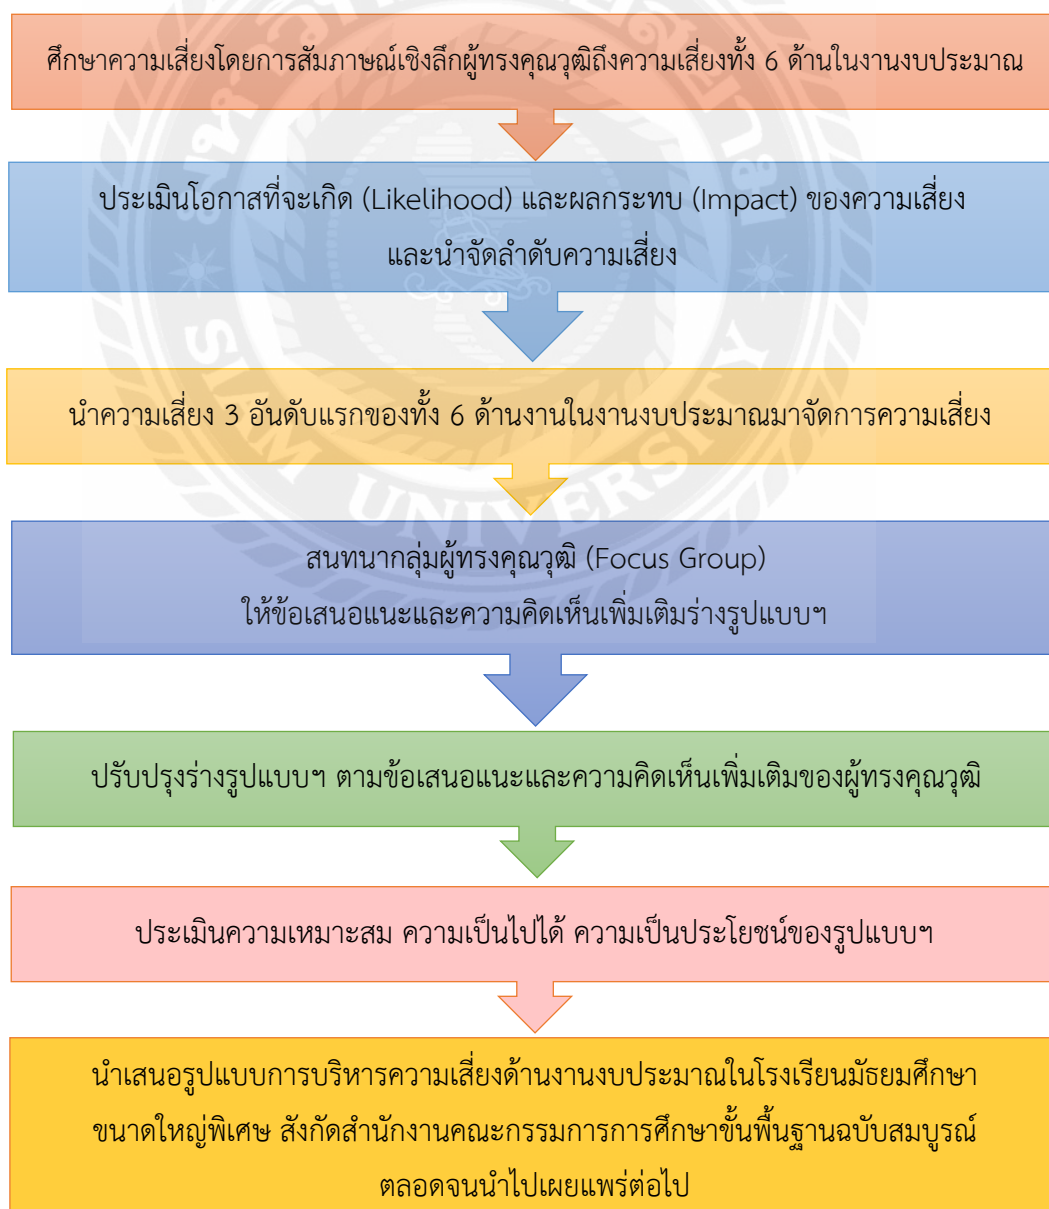 ศึกษาความเสี่ยงโดยการสัมภาษณ์เชิงลึกผู้ทรงคุณวุฒิถึงความเสี่ยงทั้ง 6 ด้านในงานงบประมาณ
ประเมินโอกาสที่จะเกิด (Likelihood) และผลกระทบ (Impact) ของความเสี่ยง
และนำจัดลำดับความเสี่ยง
นำความเสี่ยง 3 อันดับแรกของทั้ง 6 ด้านงานในงานงบประมาณมาจัดการความเสี่ยง
สนทนากลุ่มผู้ทรงคุณวุฒิ (Focus Group)
ให้ข้อเสนอแนะและความคิดเห็นเพิ่มเติมร่างรูปแบบฯ
ปรับปรุงร่างรูปแบบฯ ตามข้อเสนอแนะและความคิดเห็นเพิ่มเติมของผู้ทรงคุณวุฒิ
ประเมินความเหมาะสม ความเป็นไปได้ ความเป็นประโยชน์ของรูปแบบฯ
นำเสนอรูปแบบการบริหารความเสี่ยงด้านงานงบประมาณในโรงเรียนมัธยมศึกษา
ขนาดใหญ่พิเศษ สังกัดสำนักงานคณะกรรมการการศึกษาขั้นพื้นฐานฉบับสมบูรณ์
ตลอดจนนำไปเผยแพร่ต่อไป
SIAM UNIVERSITY